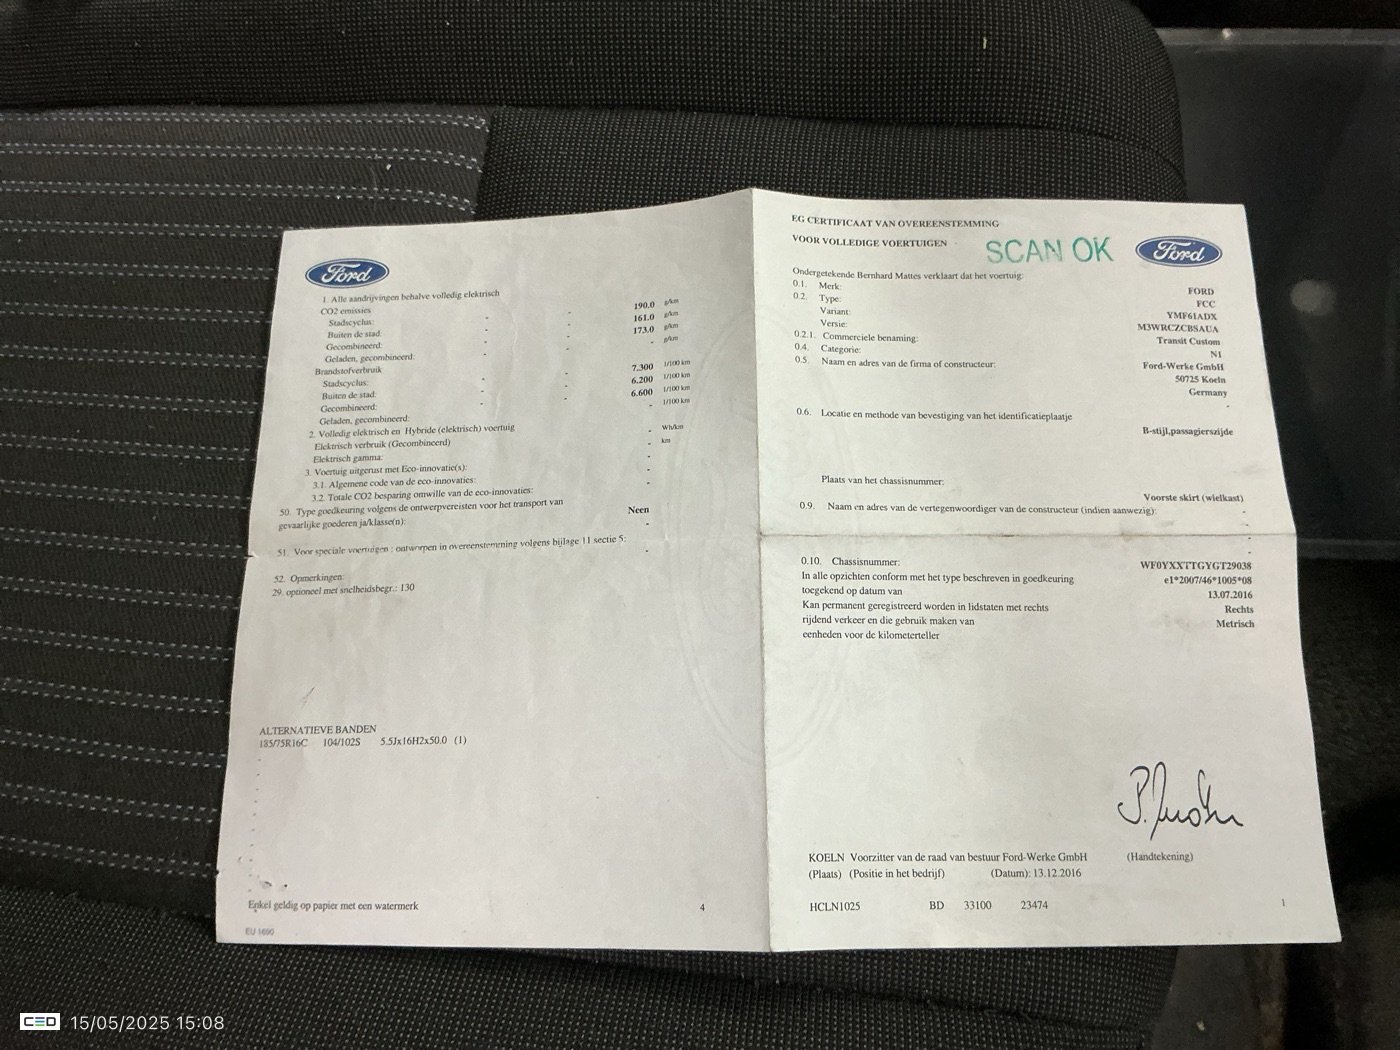 Ford
1. Alle aandrijvingen behalve volledig elektrisch
CO2 emissies
Stadscyclus: - - 190.0 g/km
Buiten de stad: - - 161.0 g/km
Gecombineerd: - - 173.0 g/km
Geladen, gecombineerd: - - - g/km
Brandstofverbruik
Stadscyclus: - - 7.300 l/100 km
Buiten de stad: - - 6.200 l/100 km
Gecombineerd: - - 6.600 l/100 km
Geladen, gecombineerd: - l/100 km
2. Volledig elektrisch en Hybride (elektrisch) voertuig
Elektrisch verbruik (Gecombineerd) - Wh/km
Elektrisch gamma: - km
3. Voertuig uitgerust met Eco-innovatie(s): -
3.1. Algemene code van de eco-innovaties: -
3.2. Totale CO2 besparing omwille van de eco-innovaties: -
50. Type goedkeuring volgens de ontwerpvereisten voor het transport van Neen
gevaarlijke goederen ja/klasse(n): -
51. Voor speciale voertuigen : ontworpen in overeenstemming volgens bijlage 11 sectie 5: -
52. Opmerkingen:
29. optioneel met snelheidsbegr.: 130
ALTERNATIEVE BANDEN
185/75R16C 104/102S 5.5Jx16H2x50.0 (1)
Enkel geldig op papier met een watermerk 4
EU 1690
EG CERTIFICAAT VAN OVEREENSTEMMING
VOOR VOLLEDIGE VOERTUIGEN
SCAN OK
Ford
Ondergetekende Bernhard Mattes verklaart dat het voertuig:
0.1. Merk: FORD
0.2. Type: FCC
Variant: YMF61ADX
Versie: M3WRCZCBSAUA
0.2.1. Commerciele benaming: Transit Custom
0.4. Categorie: N1
0.5. Naam en adres van de firma of constructeur: Ford-Werke GmbH
50725 Koeln
Germany
-
0.6. Locatie en methode van bevestiging van het identificatieplaatje
B-stijl,passagierszijde
Plaats van het chassisnummer:
Voorste skirt (wielkast)
0.9. Naam en adres van de vertegenwoordiger van de constructeur (indien aanwezig): -
-
-
0.10. Chassisnummer: WF0YXXTTGYGT29038
In alle opzichten conform met het type beschreven in goedkeuring e1*2007/46*1005*08
toegekend op datum van 13.07.2016
Kan permanent geregistreerd worden in lidstaten met rechts Rechts
rijdend verkeer en die gebruik maken van Metrisch
eenheden voor de kilometerteller
KOELN Voorzitter van de raad van bestuur Ford-Werke GmbH (Handtekening)
(Plaats) (Positie in het bedrijf) (Datum): 13.12.2016
HCLN1025 BD 33100 23474 1
CED 15/05/2025 15:08